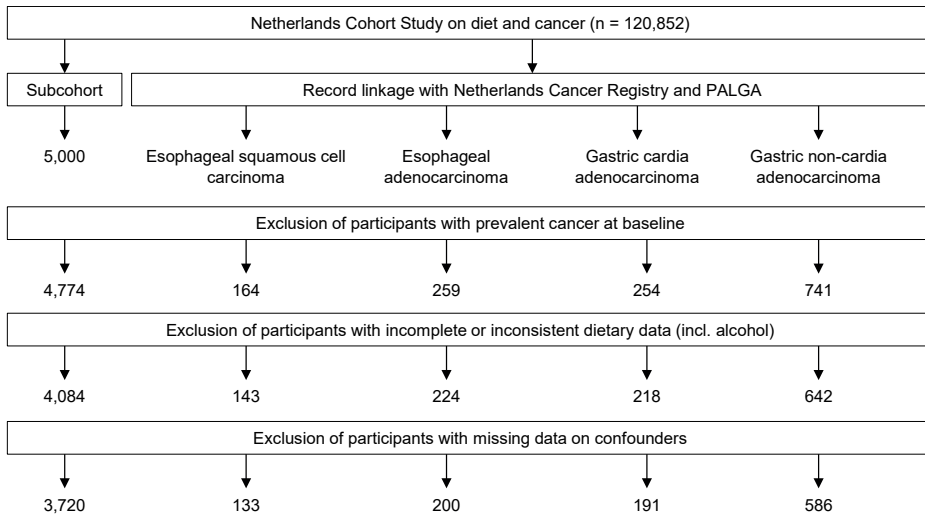 Netherlands Cohort Study on diet and cancer (n = 120,852)
Subcohort
Record linkage with Netherlands Cancer Registry and PALGA
5,000
Esophageal squamous cell
carcinoma
Esophageal
adenocarcinoma
Gastric cardia
adenocarcinoma
Gastric non-cardia
adenocarcinoma
Exclusion of participants with prevalent cancer at baseline
4,774 164 259 254 741
Exclusion of participants with incomplete or inconsistent dietary data (incl. alcohol)
4,084 143 224 218 642
Exclusion of participants with missing data on confounders
3,720 133 200 191 586